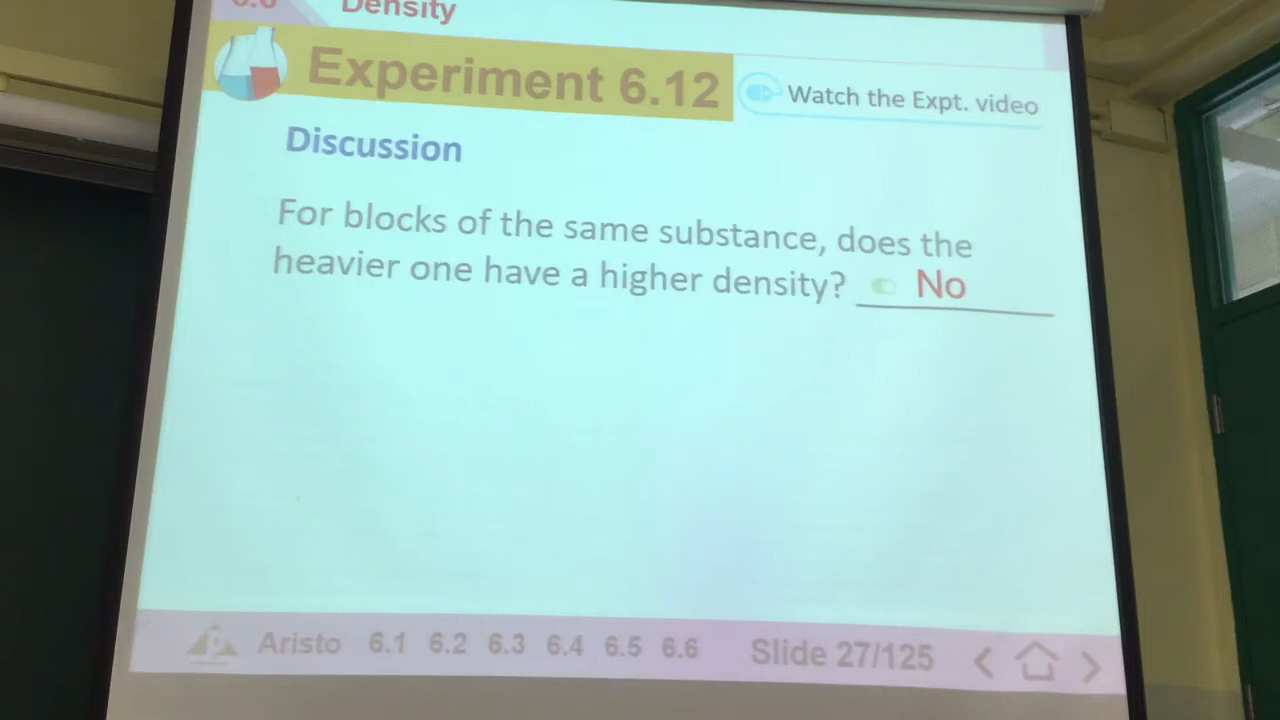 6.6 Density
Experiment 6.12
Watch the Expt. video
Discussion
For blocks of the same substance, does the
heavier one have a higher density? No
Aristo 6.1 6.2 6.3 6.4 6.5 6.6 Slide 27/125